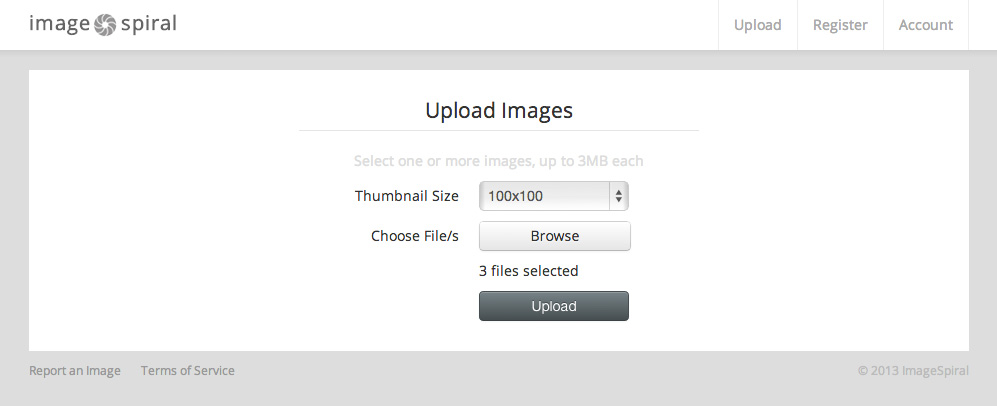 image spiral
Upload Register Account
Upload Images
Select one or more images, up to 3MB each
Thumbnail Size 100x100
Choose File/s Browse
3 files selected
Upload
Report an Image Terms of Service © 2013 ImageSpiral